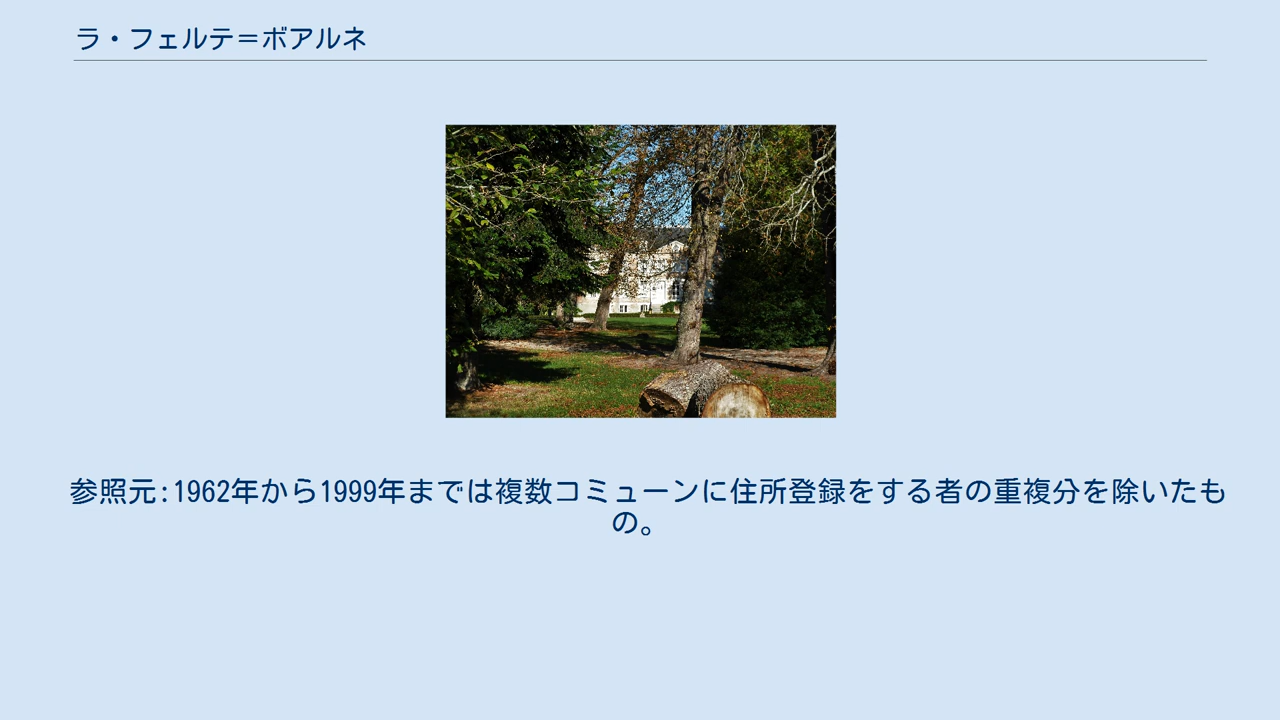 ラ・フェルテ＝ボアルネ
参照元:1962年から1999年までは複数コミューンに住所登録をする者の重複分を除いたも
の。